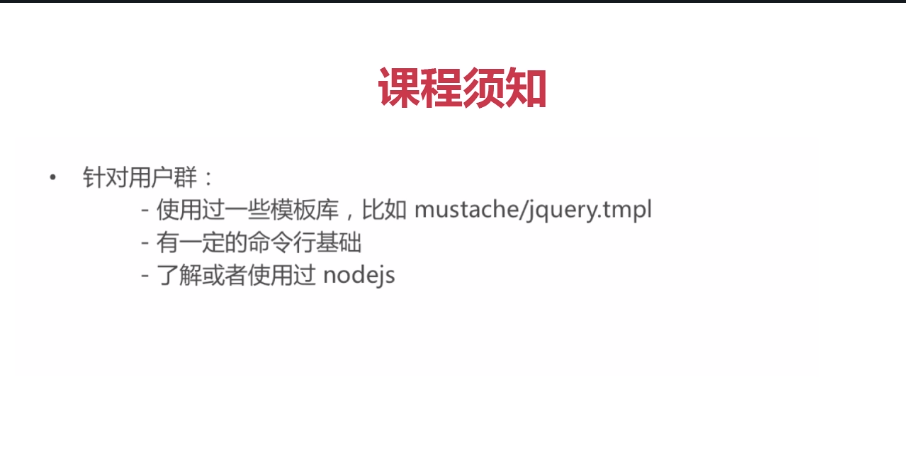 课程须知
• 针对用户群：
- 使用过一些模板库，比如 mustache/jquery.tmpl
- 有一定的命令行基础
- 了解或者使用过 nodejs